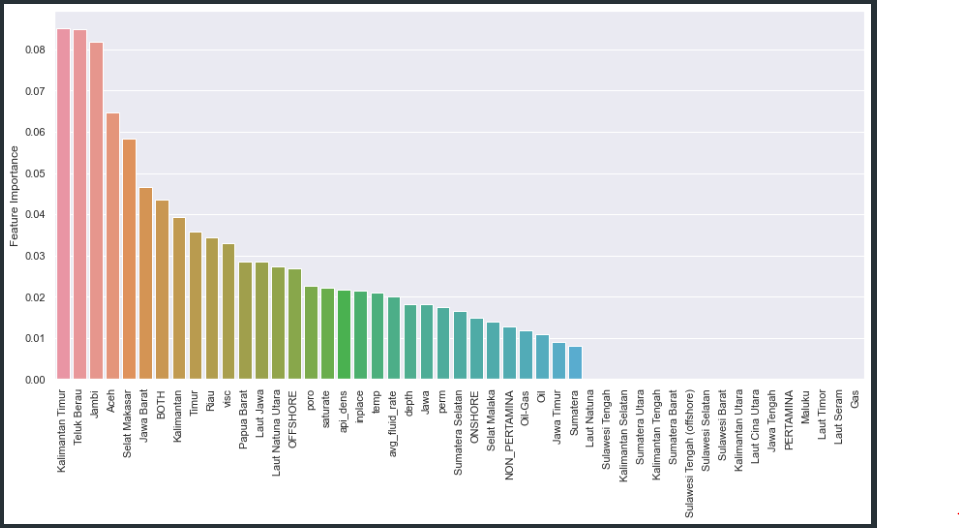 Feature Importance
0.08
0.07
0.06
0.05
0.04
0.03
0.02
0.01
0.00
Kalimantan Timur
Teluk Berau
Jambi
Aceh
Selat Makasar
Jawa Barat
BOTH
Kalimantan
Timur
Riau
visc
Papua Barat
Laut Jawa
Laut Natuna Utara
OFFSHORE
poro
saturate
api_dens
inplace
temp
avg_fluid_rate
depth
Jawa
perm
Sumatera Selatan
ONSHORE
Selat Malaka
NON_PERTAMINA
Oil-Gas
Oil
Jawa Timur
Sumatera
Laut Natuna
Sulawesi Tengah
Kalimantan Selatan
Sumatera Utara
Kalimantan Tengah
Sumatera Barat
Sulawesi Tengah (offshore)
Sulawesi Selatan
Sulawesi Barat
Kalimantan Utara
Laut Cina Utara
Jawa Tengah
PERTAMINA
Maluku
Laut Timor
Laut Seram
Gas